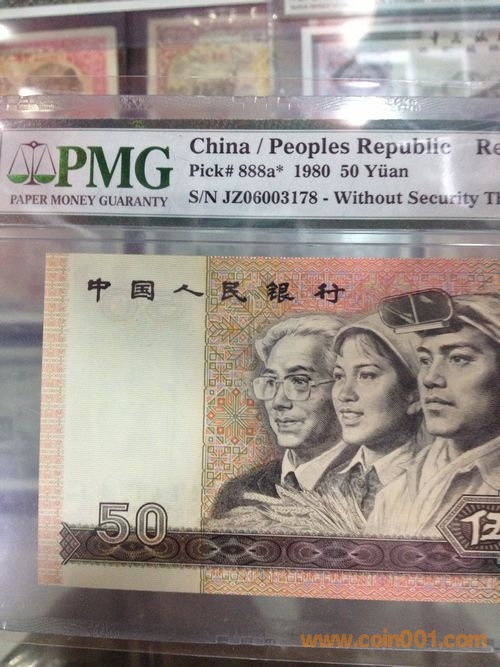 PMG
PAPER MONEY GUARANTY
China / Peoples Republic
Pick# 888a* 1980 50 Yüan
S/N JZ06003178 - Without Security
中国人民银行
50
伍
www.coin001.com